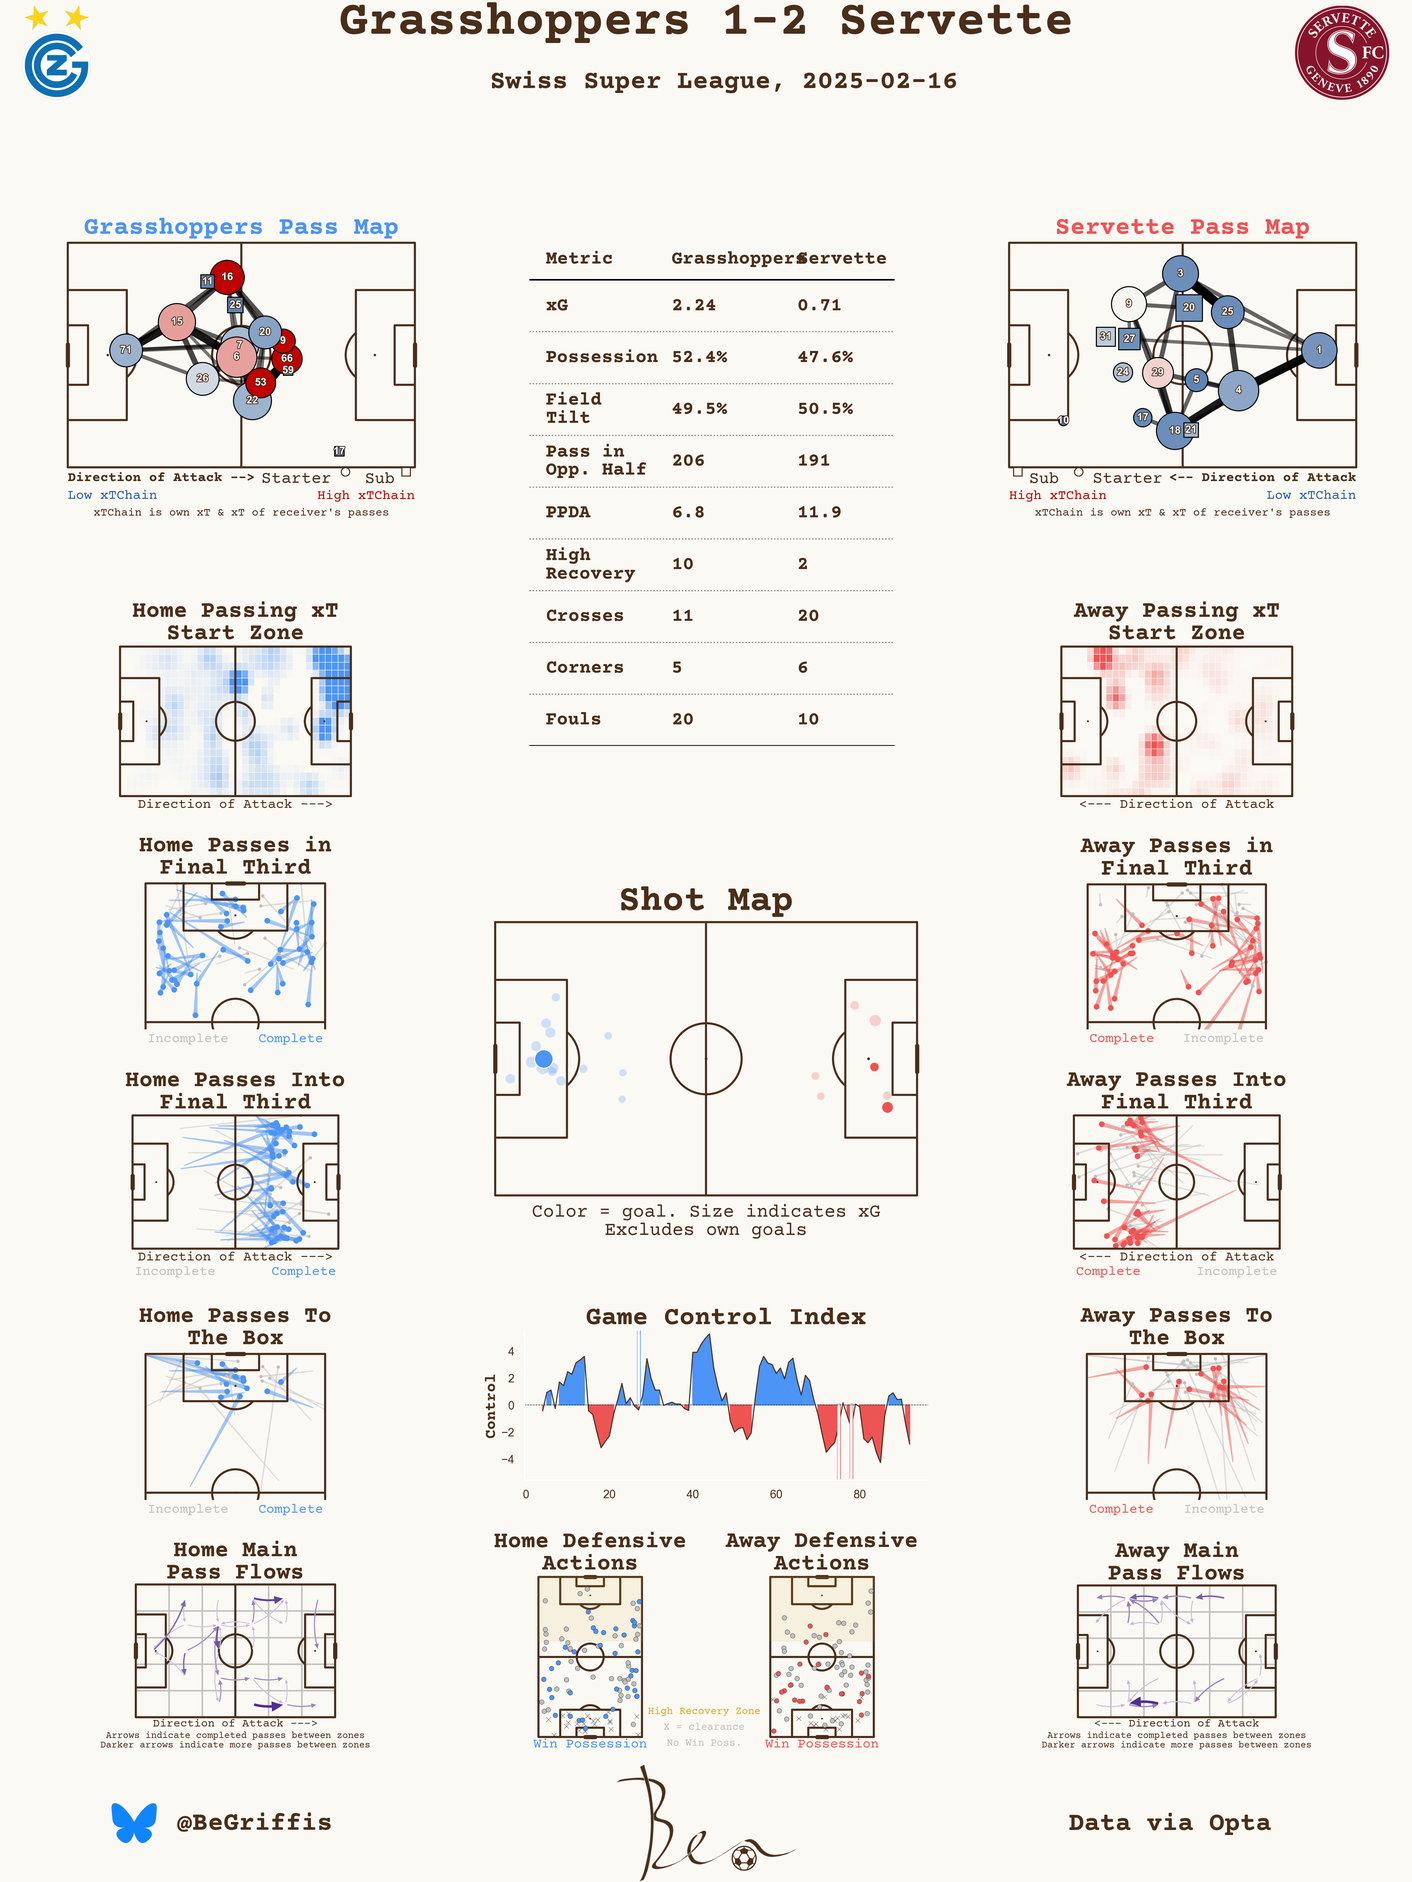 Grasshoppers 1-2 Servette
Swiss Super League, 2025-02-16
GCZ
SERVETTE
S FC
GENEVE 1890
Grasshoppers Pass Map
16
11
25
15
20
71
7
9
6
66
59
26
53
22
17
Direction of Attack --> Starter Sub
Low xTChain High xTChain
xTChain is own xT & xT of receiver's passes
Metric Grasshoppers Servette
xG 2.24 0.71
Possession 52.4% 47.6%
Field
Tilt 49.5% 50.5%
Pass in
Opp. Half 206 191
PPDA 6.8 11.9
High
Recovery 10 2
Crosses 11 20
Corners 5 6
Fouls 20 10
Servette Pass Map
3
9
20
25
31
27
1
24
29
5
4
10
17
18
21
Sub Starter <-- Direction of Attack
High xTChain Low xTChain
xTChain is own xT & xT of receiver's passes
Home Passing xT
Start Zone
Direction of Attack --->
Away Passing xT
Start Zone
<--- Direction of Attack
Home Passes in
Final Third
Incomplete Complete
Shot Map
Color = goal. Size indicates xG
Excludes own goals
Away Passes in
Final Third
Complete Incomplete
Home Passes Into
Final Third
Direction of Attack --->
Incomplete Complete
Away Passes Into
Final Third
<--- Direction of Attack
Complete Incomplete
Home Passes To
The Box
Incomplete Complete
Game Control Index
Control
4
2
0
−2
−4
0 20 40 60 80
Away Passes To
The Box
Complete Incomplete
Home Main
Pass Flows
Direction of Attack --->
Arrows indicate completed passes between zones
Darker arrows indicate more passes between zones
Home Defensive
Actions
Win Possession
High Recovery Zone
X = clearance
No Win Poss.
Away Defensive
Actions
Win Possession
Away Main
Pass Flows
<--- Direction of Attack
Arrows indicate completed passes between zones
Darker arrows indicate more passes between zones
@BeGriffis
Ben
Data via Opta